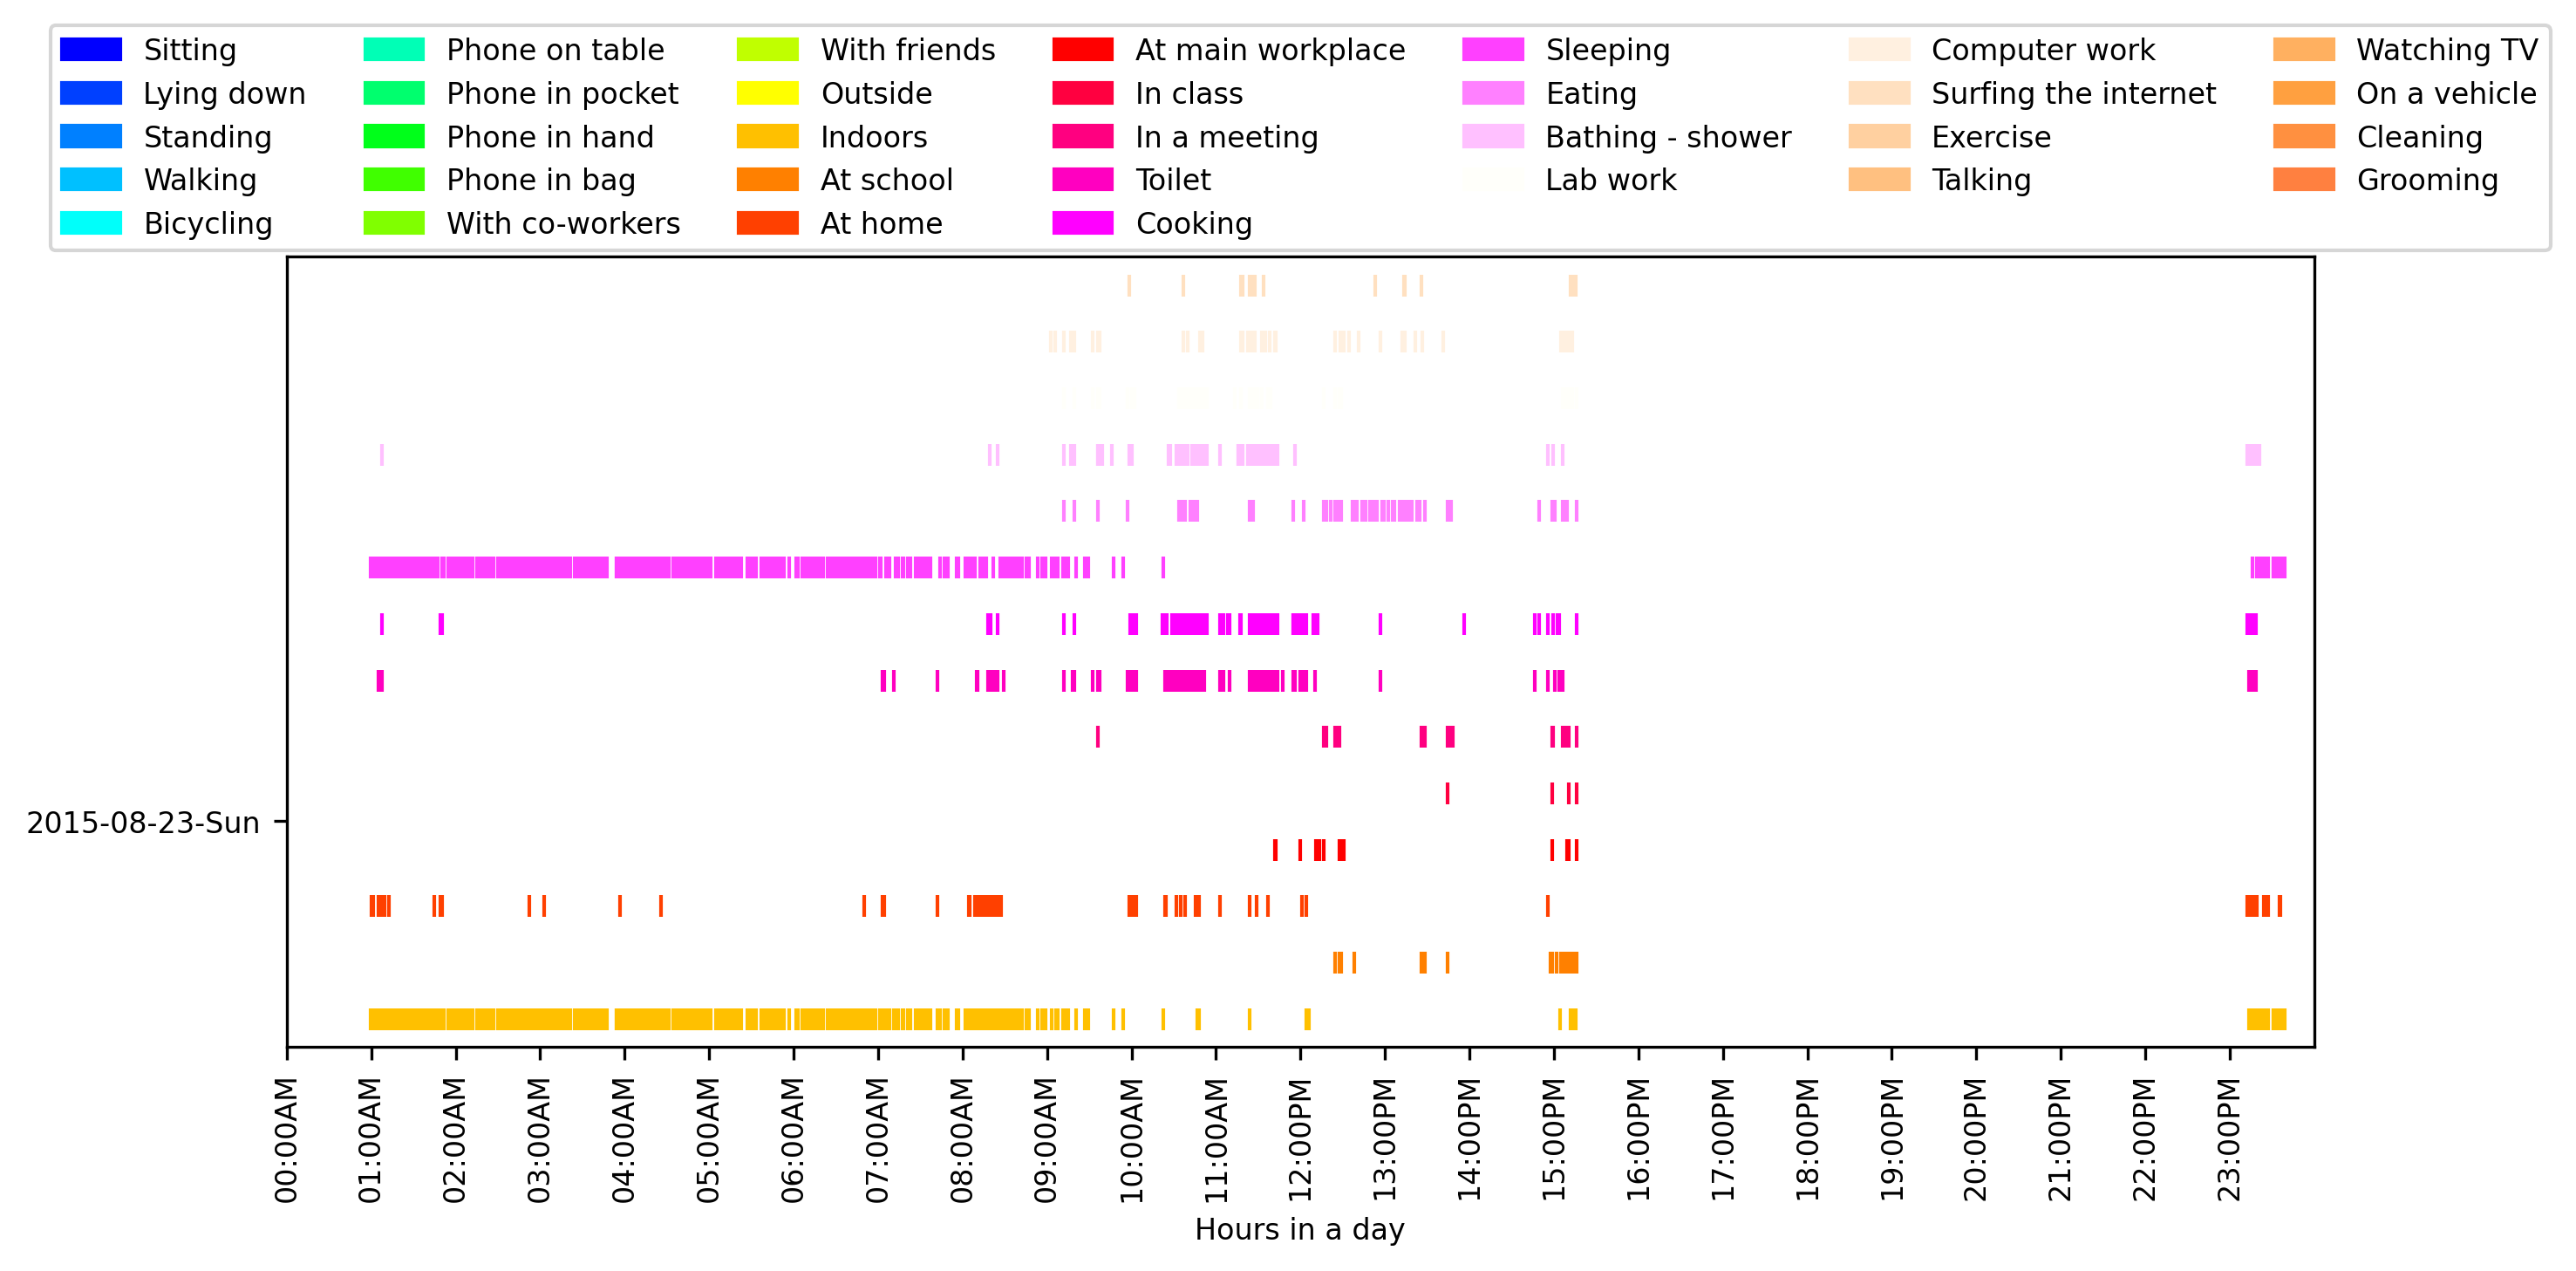 Sitting
Lying down
Standing
Walking
Bicycling
Phone on table
Phone in pocket
Phone in hand
Phone in bag
With co-workers
With friends
Outside
Indoors
At school
At home
At main workplace
In class
In a meeting
Toilet
Cooking
Sleeping
Eating
Bathing - shower
Lab work
Computer work
Surfing the internet
Exercise
Talking
Watching TV
On a vehicle
Cleaning
Grooming
2015-08-23-Sun
00:00AM
01:00AM
02:00AM
03:00AM
04:00AM
05:00AM
06:00AM
07:00AM
08:00AM
09:00AM
10:00AM
11:00AM
12:00PM
13:00PM
14:00PM
15:00PM
16:00PM
17:00PM
18:00PM
19:00PM
20:00PM
21:00PM
22:00PM
23:00PM
Hours in a day